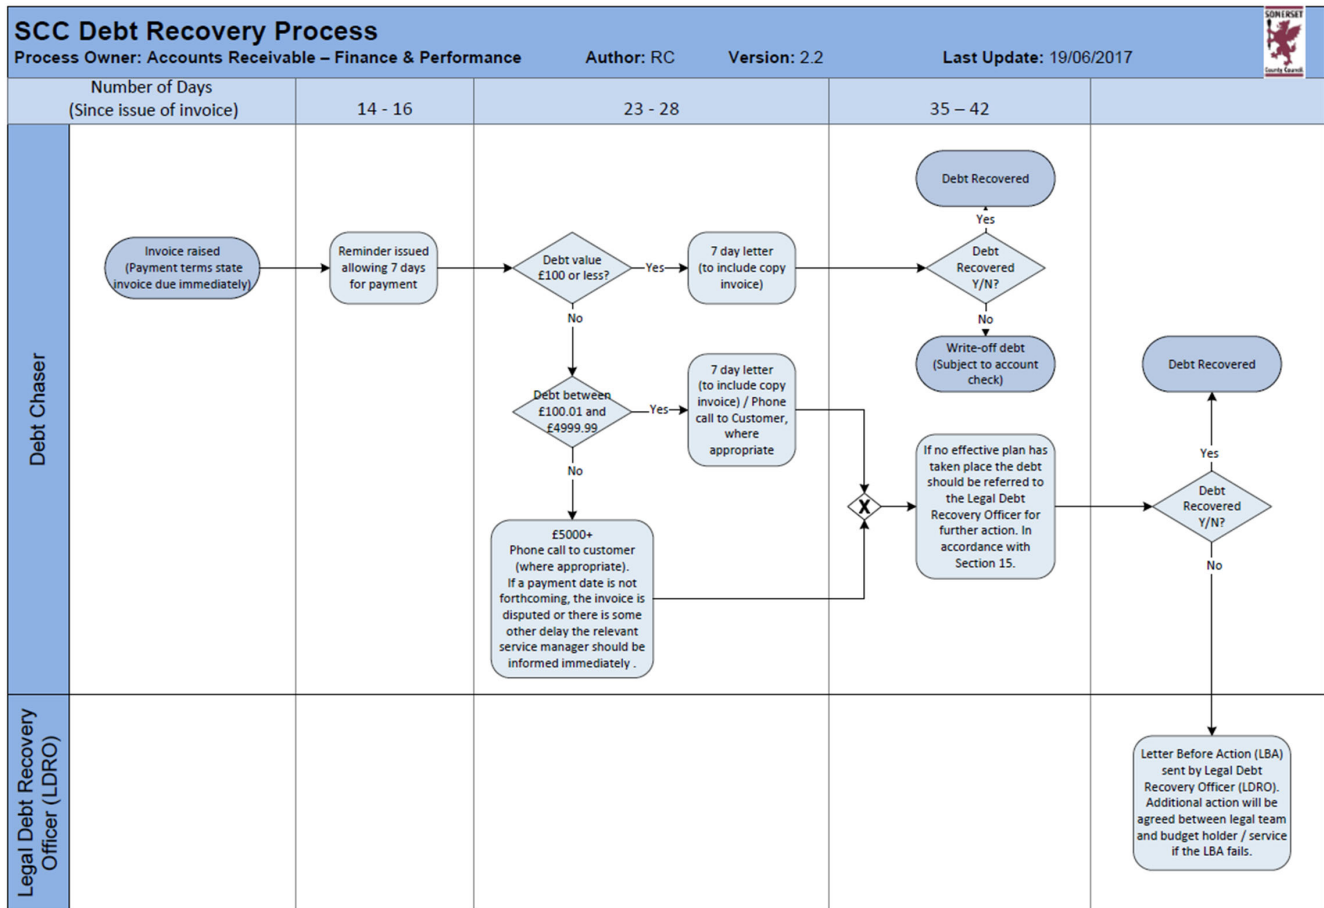 SCC Debt Recovery Process
Process Owner: Accounts Receivable – Finance & Performance Author: RC Version: 2.2 Last Update: 19/06/2017
SOMERSET
County Council
Number of Days
(Since issue of invoice)
14 - 16
23 - 28
35 – 42
Debt Chaser
Invoice raised
(Payment terms state
invoice due immediately)
Reminder issued
allowing 7 days
for payment
Debt value
£100 or less?
Yes
7 day letter
(to include copy
invoice)
Debt Recovered
Yes
Debt
Recovered
Y/N?
No
Write-off debt
(Subject to account
check)
No
Debt between
£100.01 and
£4999.99
Yes
7 day letter
(to include copy
invoice) / Phone
call to Customer,
where
appropriate
No
£5000+
Phone call to customer
(where appropriate).
If a payment date is not
forthcoming, the invoice is
disputed or there is some
other delay the relevant
service manager should be
informed immediately .
X
If no effective plan has
taken place the debt
should be referred to
the Legal Debt
Recovery Officer for
further action. In
accordance with
Section 15.
Debt Recovered
Yes
Debt
Recovered
Y/N?
No
Legal Debt Recovery
Officer (LDRO)
Letter Before Action (LBA)
sent by Legal Debt
Recovery Officer (LDRO).
Additional action will be
agreed between legal team
and budget holder / service
if the LBA fails.